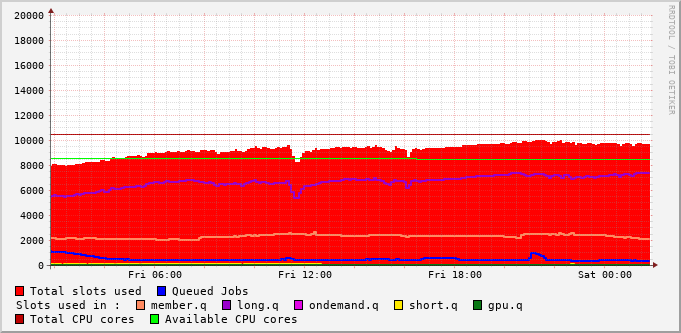 RRDTOOL / TOBI OETIKER
20000
18000
16000
14000
12000
10000
8000
6000
4000
2000
0
Fri 06:00 Fri 12:00 Fri 18:00 Sat 00:00
Total slots used Queued Jobs
Slots used in : member.q long.q ondemand.q short.q gpu.q
Total CPU cores Available CPU cores